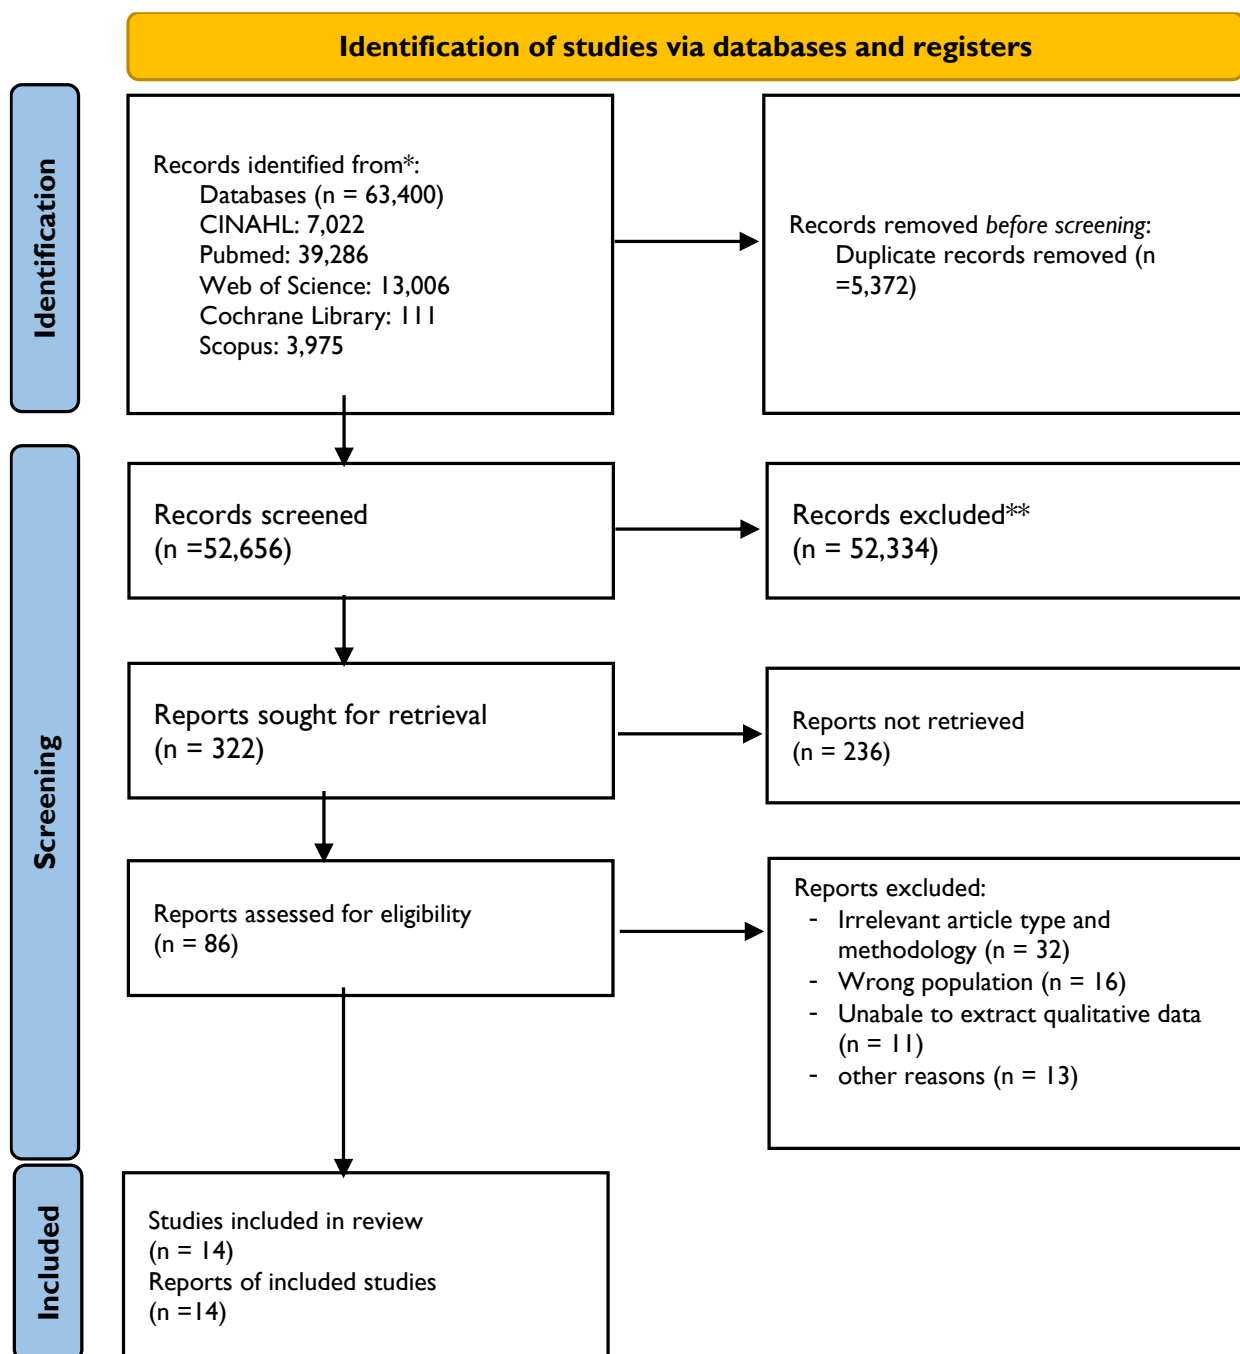 Identification of studies via databases and registers
Identification
Records identified from*:
Databases (n = 63,400)
CINAHL: 7,022
Pubmed: 39,286
Web of Science: 13,006
Cochrane Library: 111
Scopus: 3,975
Records removed before screening:
Duplicate records removed (n
=5,372)
Screening
Records screened
(n =52,656)
Records excluded**
(n = 52,334)
Reports sought for retrieval
(n = 322)
Reports not retrieved
(n = 236)
Reports assessed for eligibility
(n = 86)
Reports excluded:
- Irrelevant article type and
methodology (n = 32)
- Wrong population (n = 16)
- Unabale to extract qualitative data
(n = 11)
- other reasons (n = 13)
Included
Studies included in review
(n = 14)
Reports of included studies
(n =14)